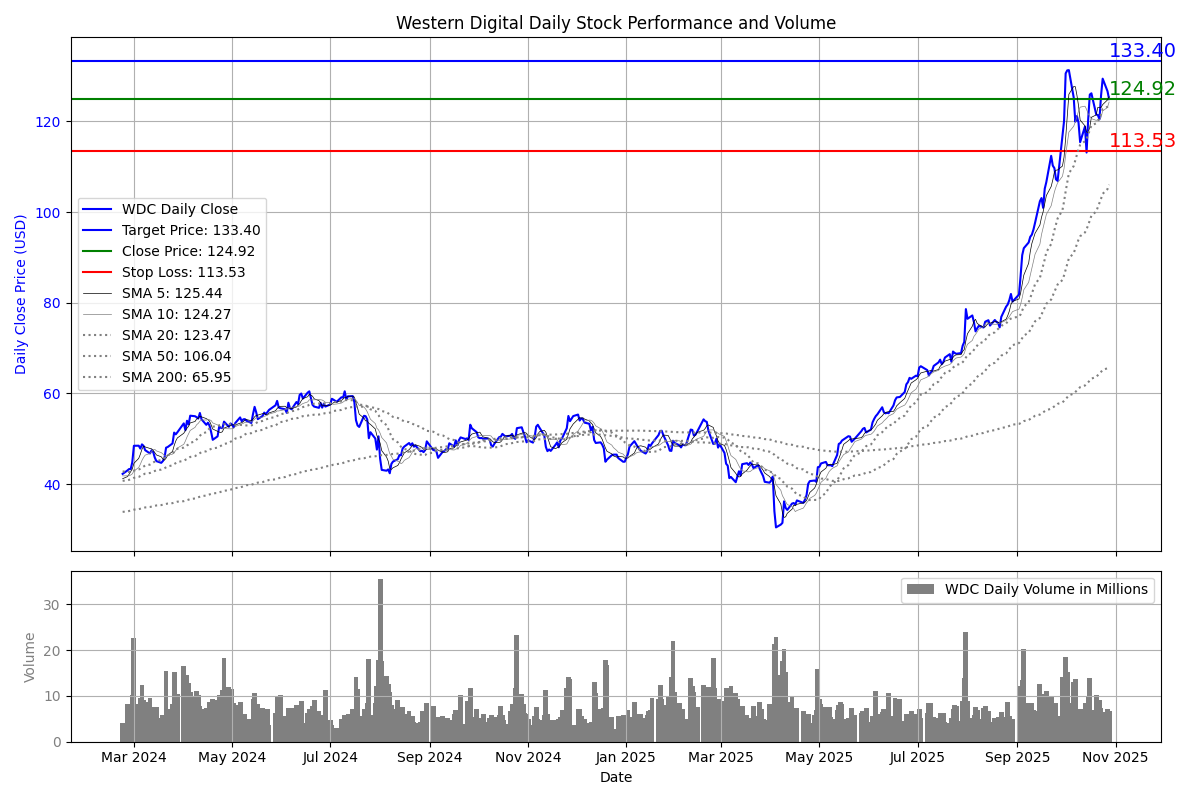 Western Digital Daily Stock Performance and Volume
133.40
124.92
113.53
120
100
80
60
40
Daily Close Price (USD)
WDC Daily Close
Target Price: 133.40
Close Price: 124.92
Stop Loss: 113.53
SMA 5: 125.44
SMA 10: 124.27
SMA 20: 123.47
SMA 50: 106.04
SMA 200: 65.95
WDC Daily Volume in Millions
30
20
10
0
Volume
Mar 2024 May 2024 Jul 2024 Sep 2024 Nov 2024 Jan 2025 Mar 2025 May 2025 Jul 2025 Sep 2025 Nov 2025
Date